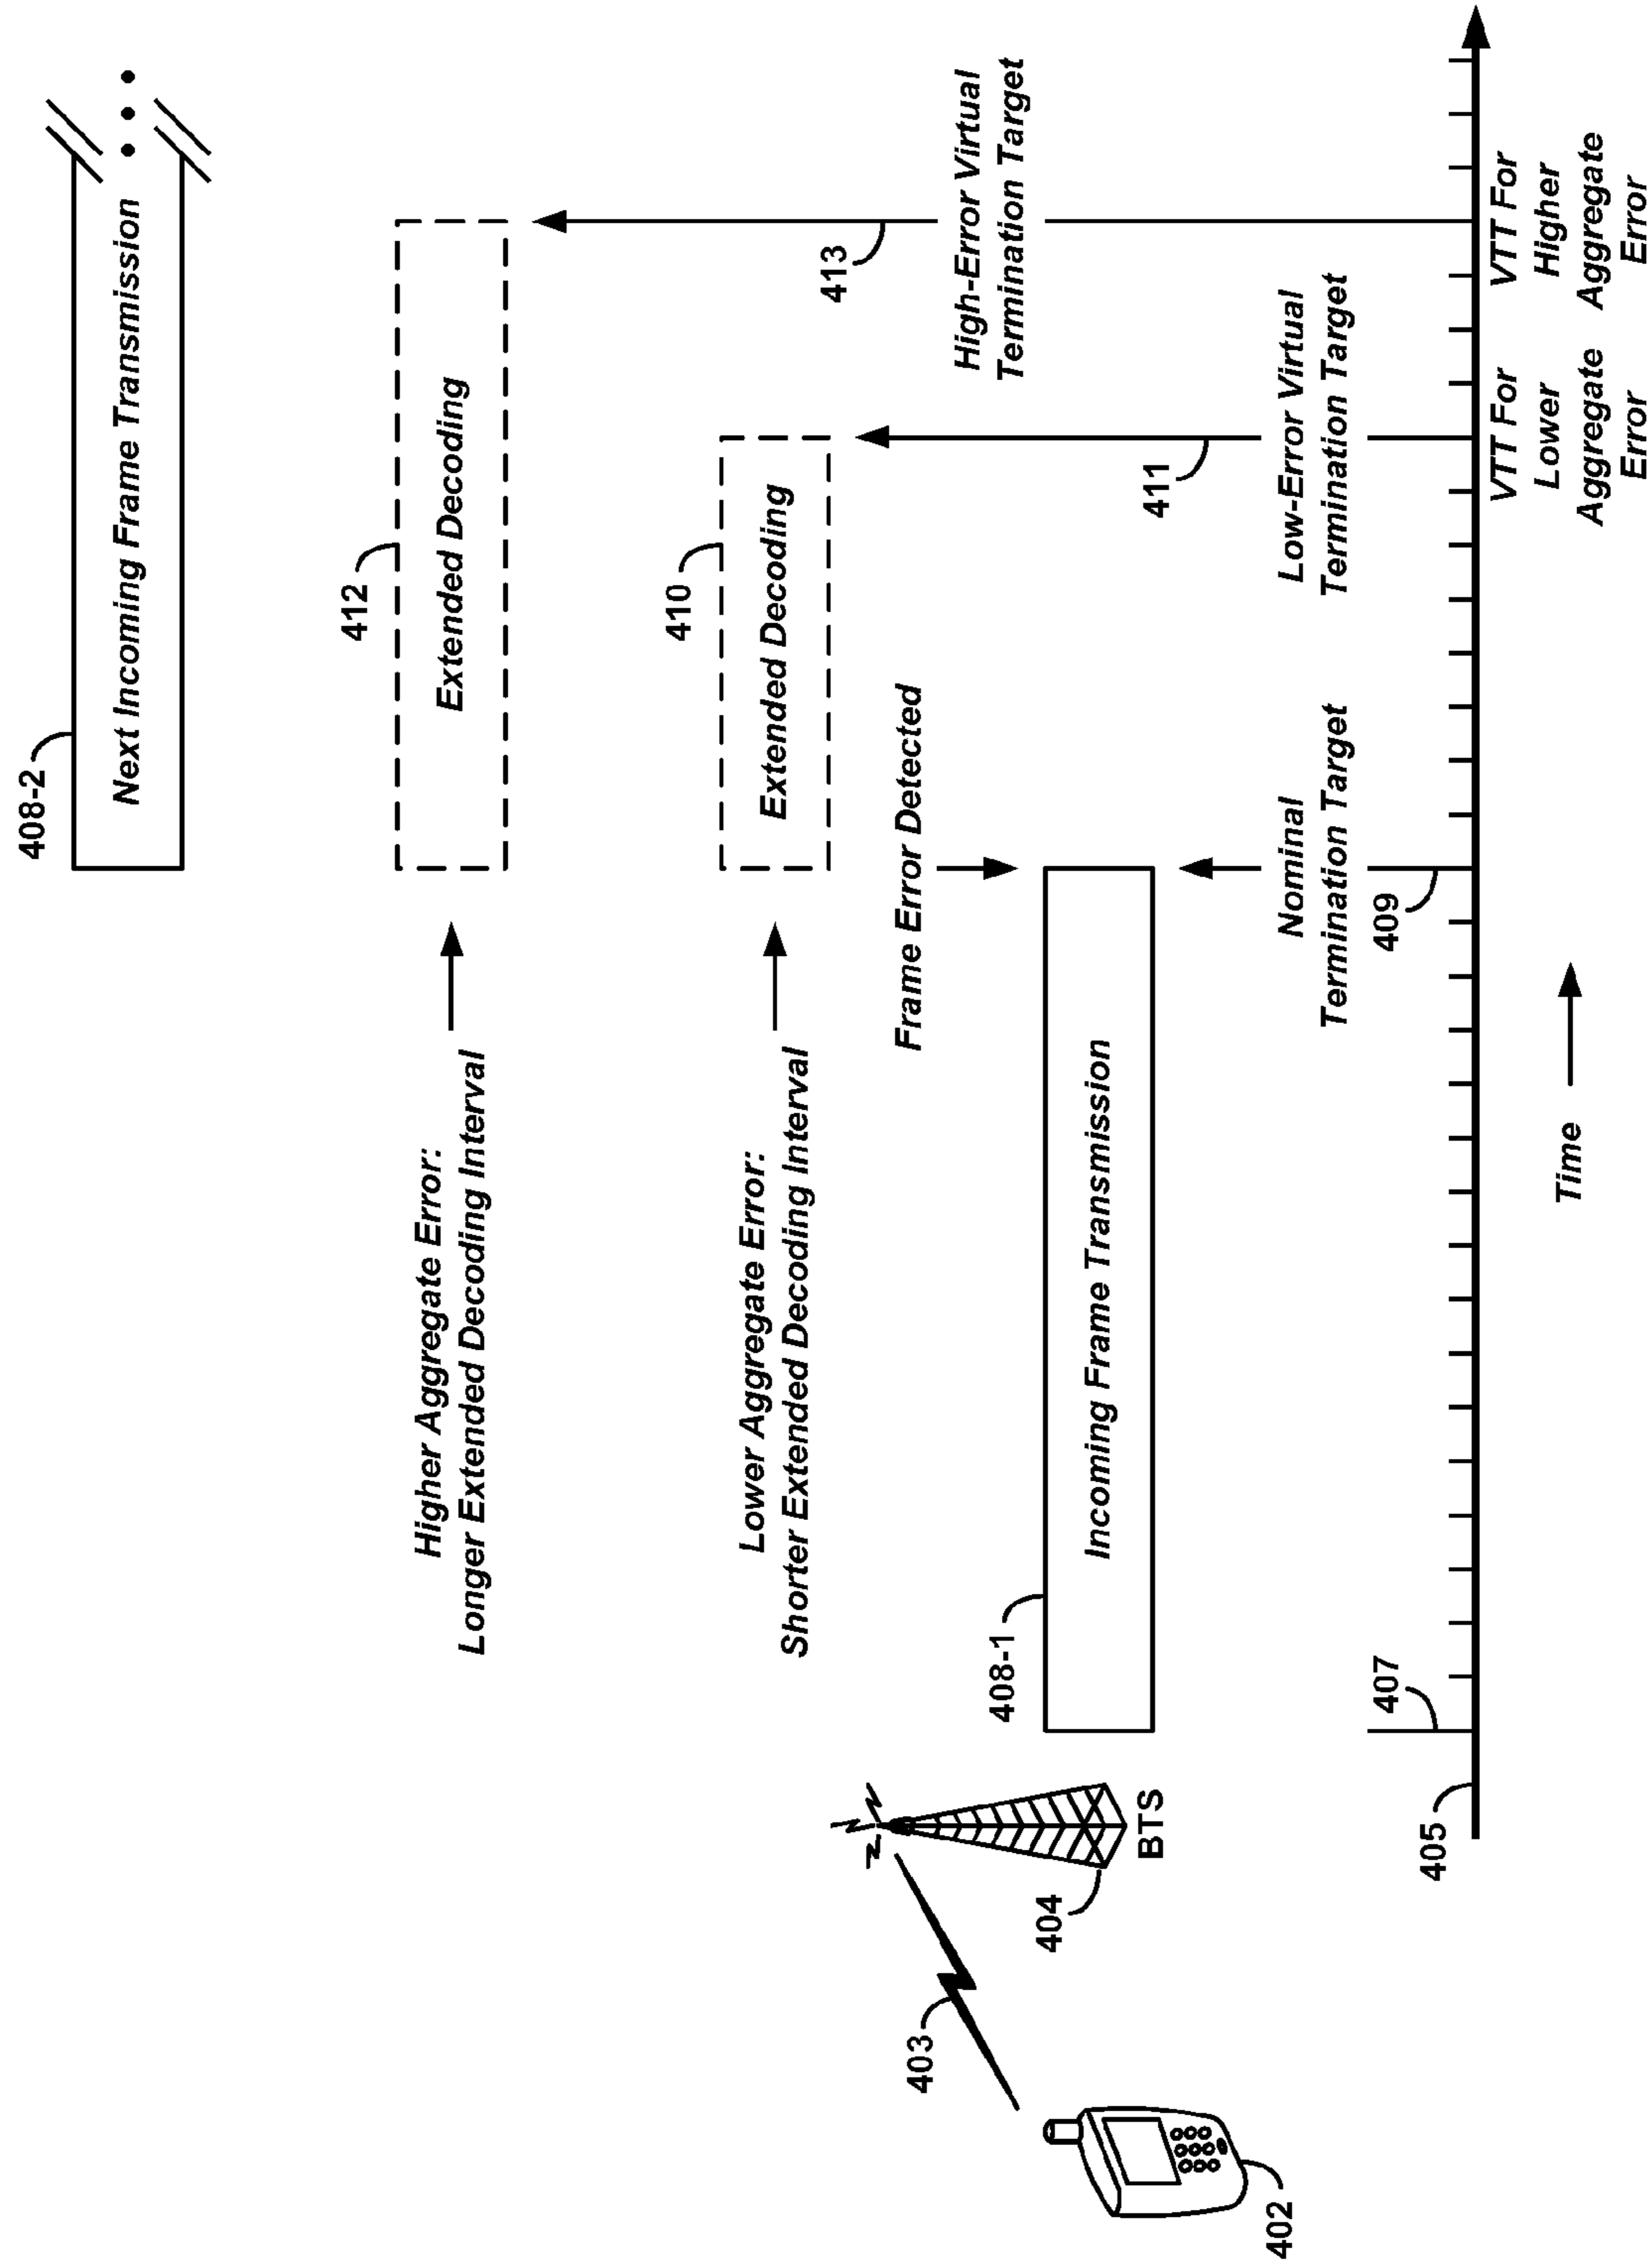 408-2
Next Incoming Frame Transmission
Higher Aggregate Error:
Longer Extended Decoding Interval
412
Extended Decoding
Lower Aggregate Error:
Shorter Extended Decoding Interval
410
Extended Decoding
Frame Error Detected
413
High-Error Virtual
Termination Target
403
404
BTS
402
408-1
Incoming Frame Transmission
411
Low-Error Virtual
Termination Target
Nominal
Termination Target
405
407
409
Time
VTT For
Lower
Aggregate
Error
VTT For
Higher
Aggregate
Error